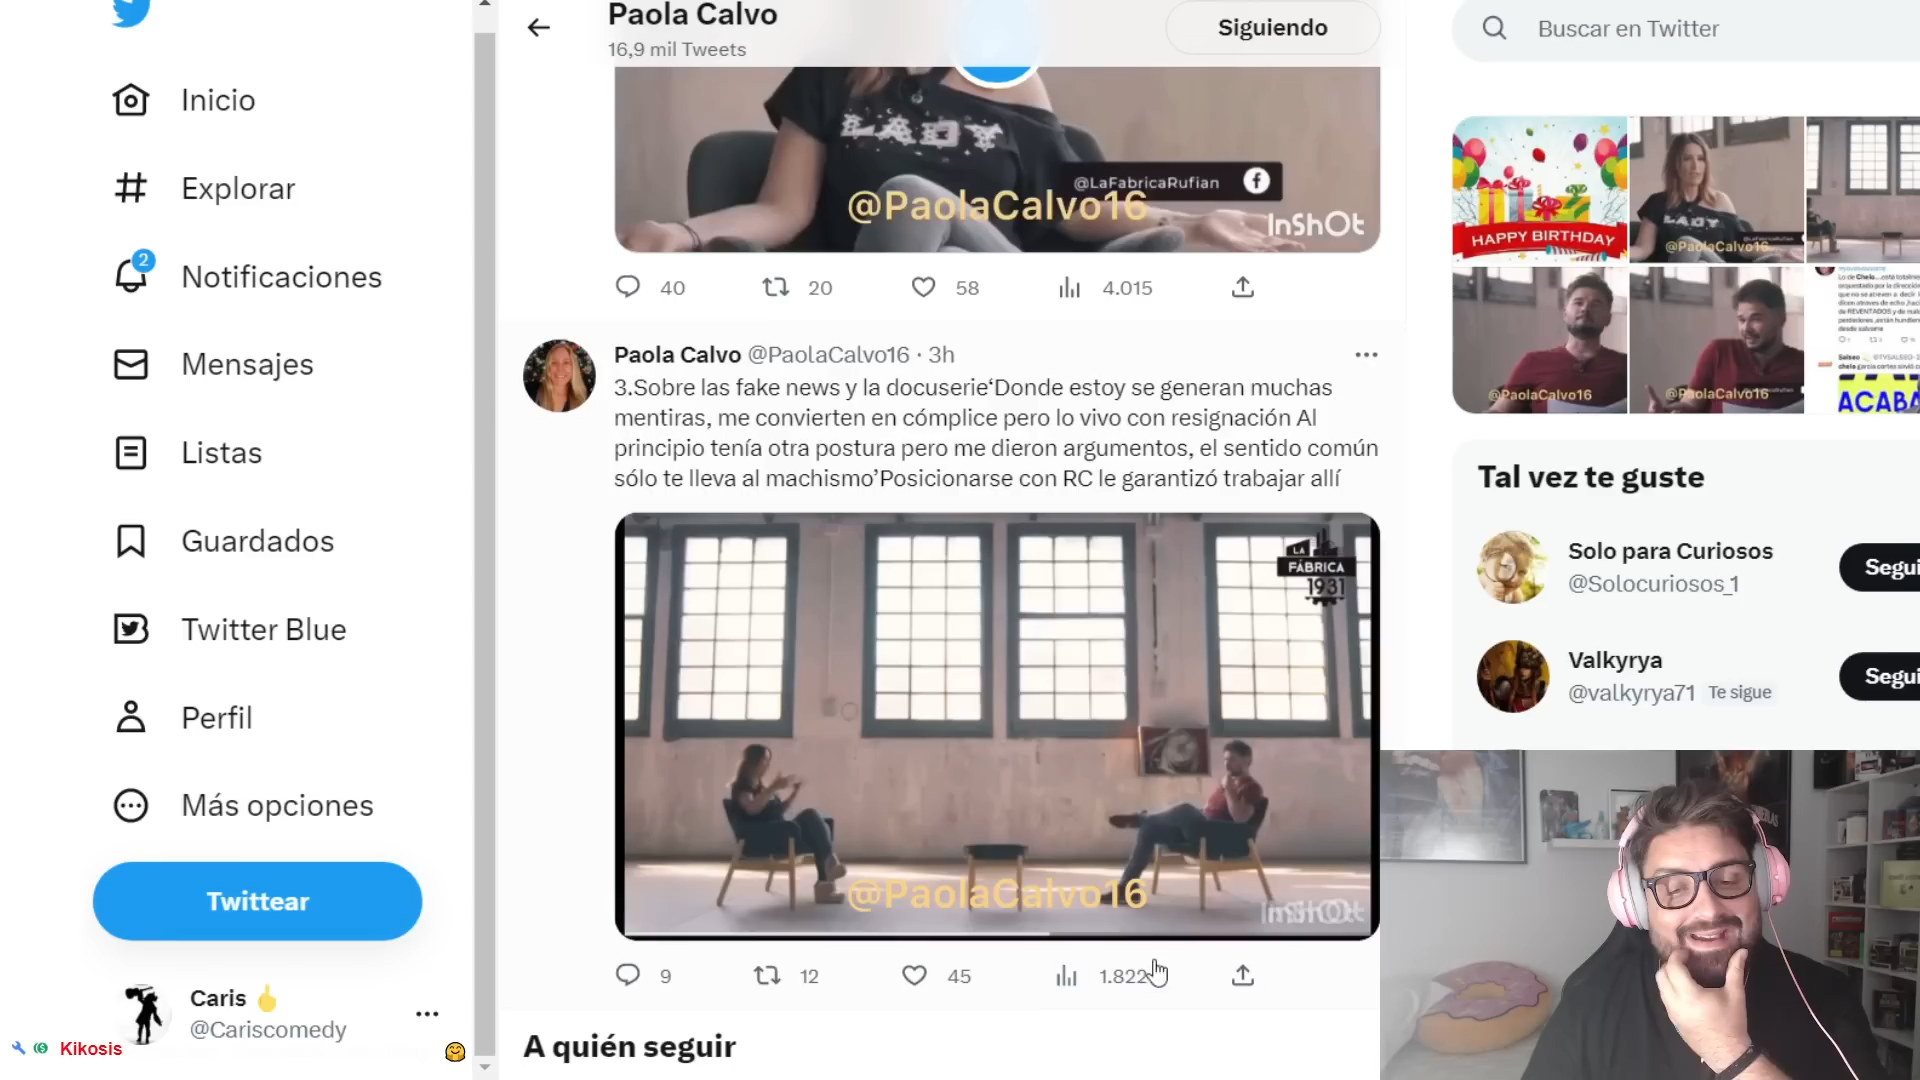 Inicio
Explorar
2
Notificaciones
Mensajes
Listas
Guardados
Twitter Blue
Perfil
Más opciones
Twittear
Caris
@Cariscomedy
Kikosis
Paola Calvo
16,9 mil Tweets
Siguiendo
LADY
@LaFabricaRufian
@PaolaCalvo16
InShOt
40
20
58
4.015
Paola Calvo @PaolaCalvo16 · 3h
3.Sobre las fake news y la docuserie‘Donde estoy se generan muchas
mentiras, me convierten en cómplice pero lo vivo con resignación Al
principio tenía otra postura pero me dieron argumentos, el sentido común
sólo te lleva al machismo’Posicionarse con RC le garantizó trabajar allí
LA
FÁBRICA
1931
@PaolaCalvo16
InShOt
9
12
45
1.822
A quién seguir
Buscar en Twitter
HAPPY BIRTHDAY
LADY
@PaolaCalvo16
@PaolaCalvo16
@PaolaCalvo16
ACABA
Tal vez te guste
Solo para Curiosos
@Solocuriosos_1
Segui
Valkyrya
@valkyrya71 Te sigue
Segui